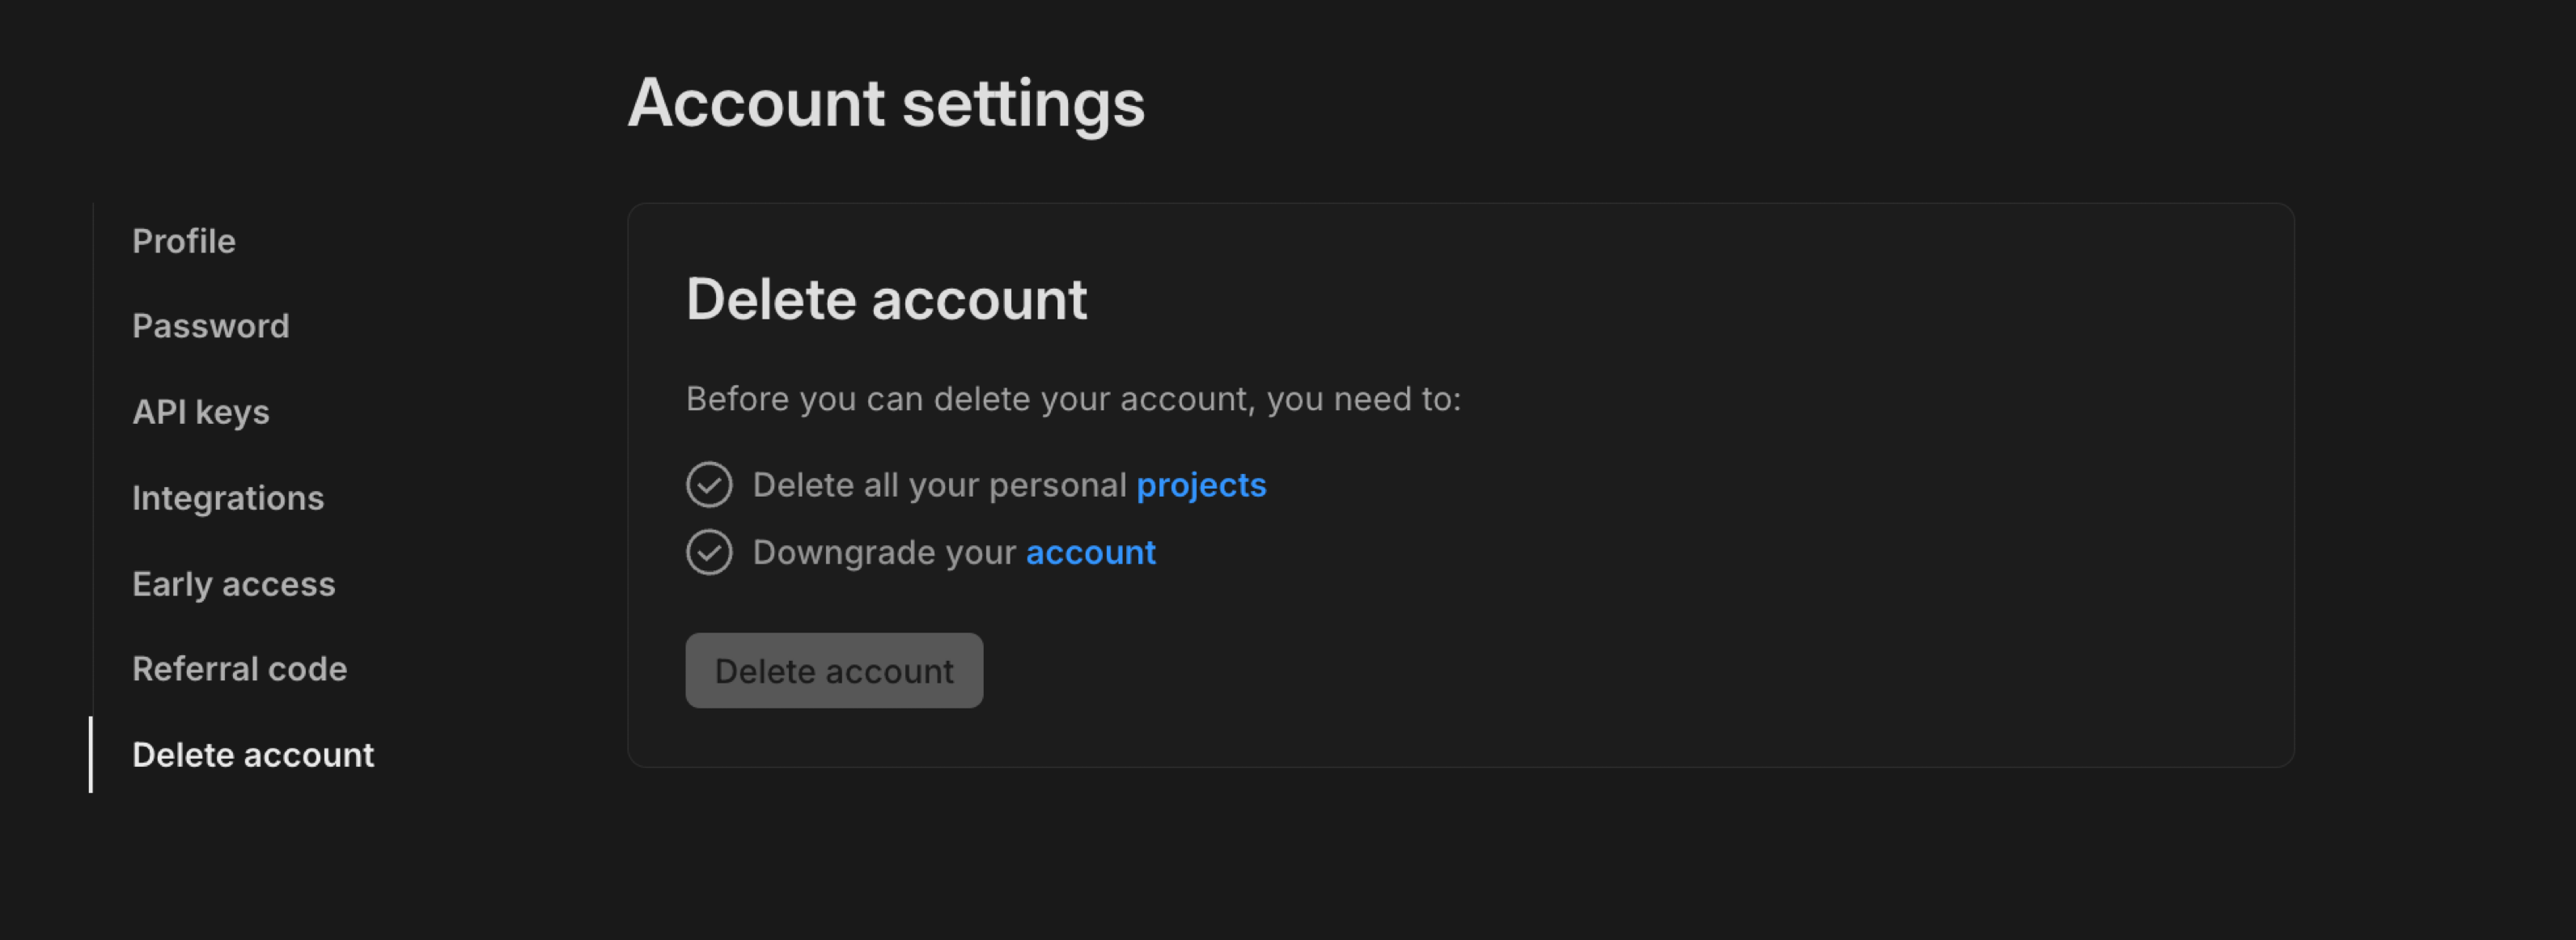 Account settings
Profile
Password
API keys
Integrations
Early access
Referral code
Delete account
Delete account
Before you can delete your account, you need to:
Delete all your personal projects
Downgrade your account
Delete account